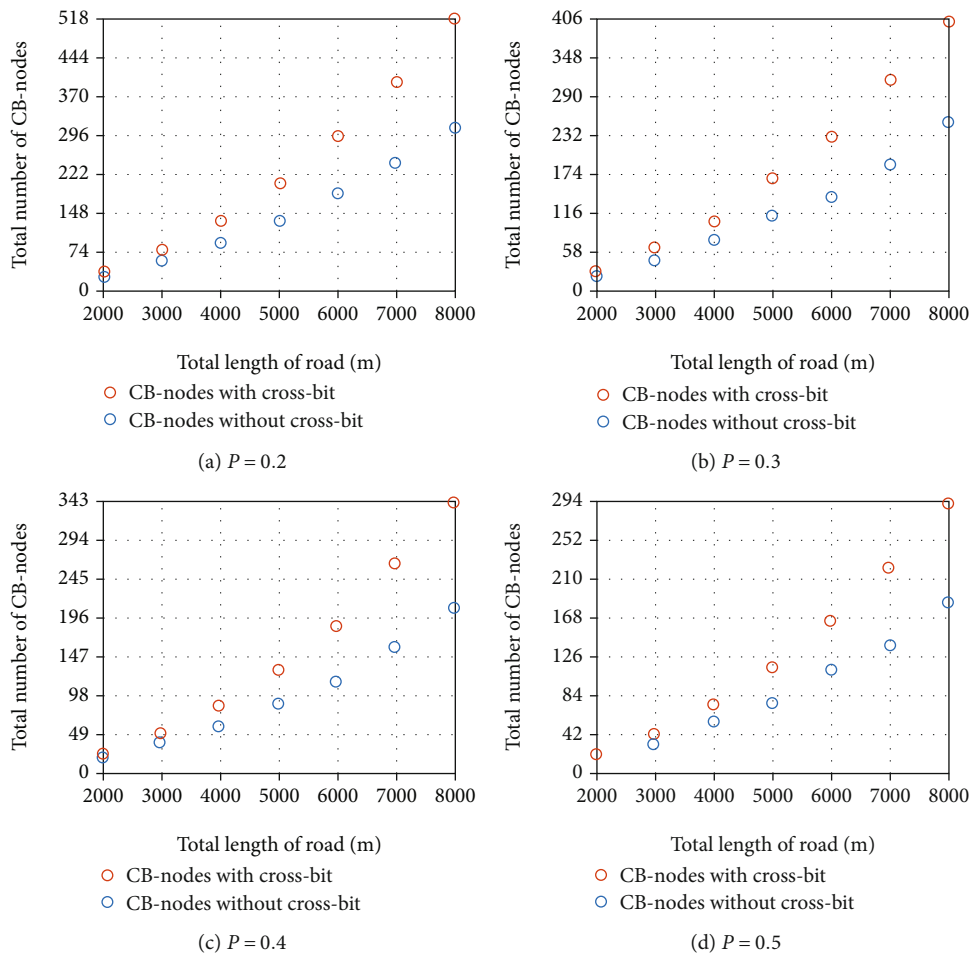 Total number of CB-nodes
518
444
370
296
222
148
74
0
2000 3000 4000 5000 6000 7000 8000
Total length of road (m)
CB-nodes with cross-bit
CB-nodes without cross-bit
(a) P = 0.2
Total number of CB-nodes
406
348
290
232
174
116
58
0
2000 3000 4000 5000 6000 7000 8000
Total length of road (m)
CB-nodes with cross-bit
CB-nodes without cross-bit
(b) P = 0.3
Total number of CB-nodes
343
294
245
196
147
98
49
0
2000 3000 4000 5000 6000 7000 8000
Total length of road (m)
CB-nodes with cross-bit
CB-nodes without cross-bit
(c) P = 0.4
Total number of CB-nodes
294
252
210
168
126
84
42
0
2000 3000 4000 5000 6000 7000 8000
Total length of road (m)
CB-nodes with cross-bit
CB-nodes without cross-bit
(d) P = 0.5